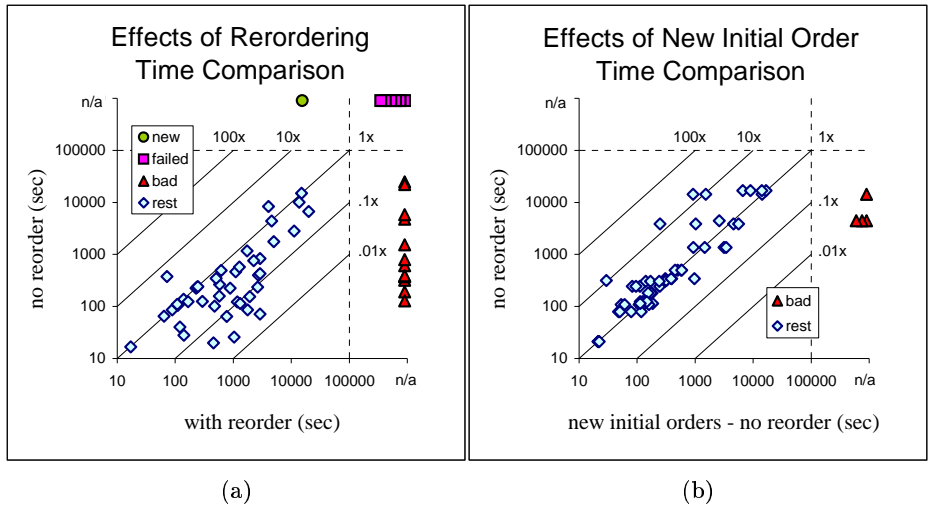 Effects of Rerordering
Time Comparison
n/a
100000
10000
1000
100
10
no reorder (sec)
100x
10x
1x
.1x
.01x
new
failed
bad
rest
10
100
1000
10000
100000
n/a
with reorder (sec)
(a)
Effects of New Initial Order
Time Comparison
n/a
100000
10000
1000
100
10
no reorder (sec)
100x
10x
1x
.1x
.01x
bad
rest
10
100
1000
10000
100000
n/a
new initial orders - no reorder (sec)
(b)